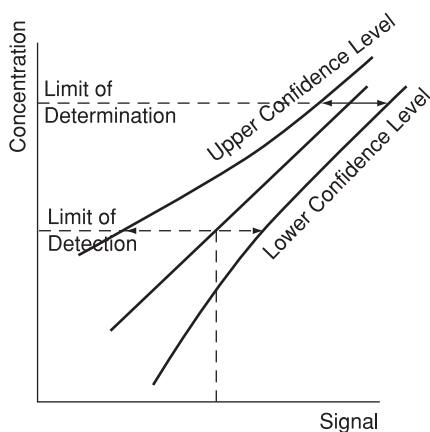 Concentration
Limit of
Determination
Upper Confidence Level
Limit of
Detection
Lower Confidence Level
Signal